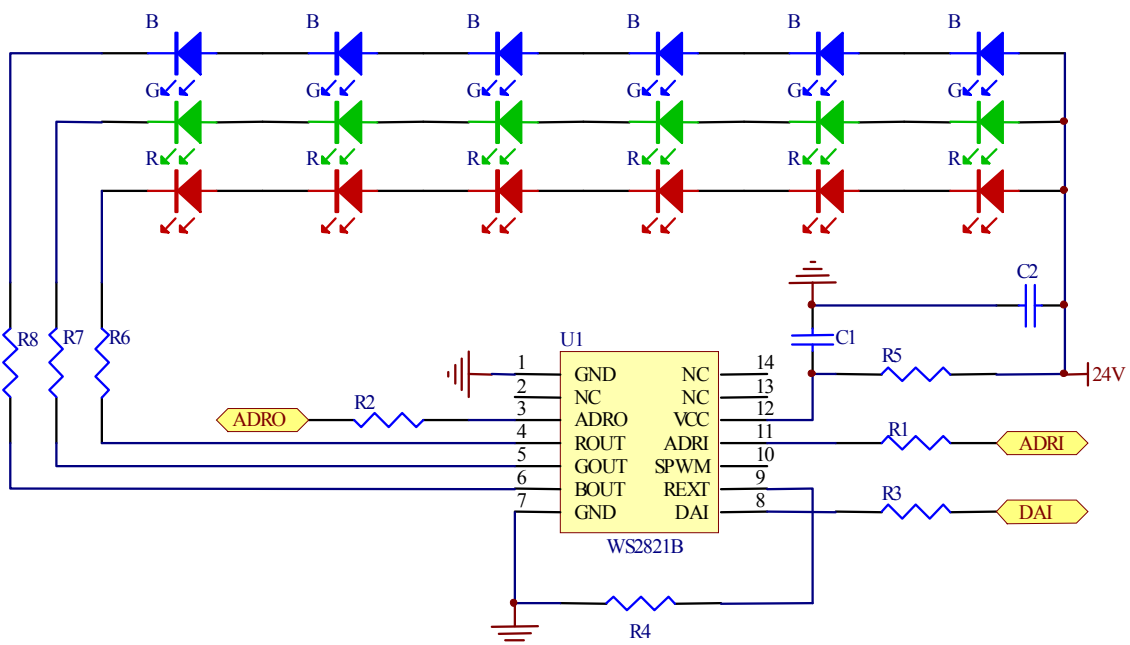 B B B B B B
G G G G G G
R R R R R R
C2
R8 R7 R6 U1 C1
R5
24V
1 GND NC 14
2 NC NC 13
ADRO R2 3 ADRO VCC 12
4 ROUT ADRI 11 R1 ADRI
5 GOUT SPWM 10
6 BOUT REXT 9
7 GND DAI 8 R3 DAI
WS2821B
R4